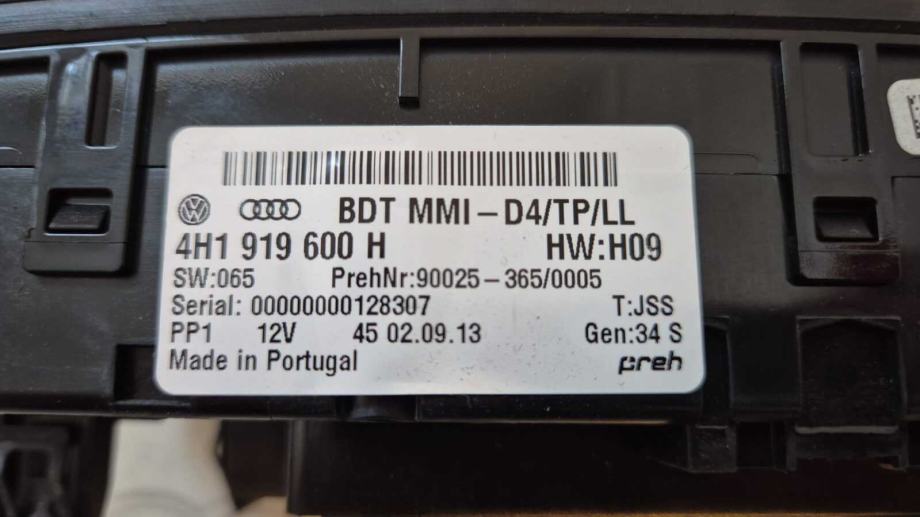 BDT MMI – D4/TP/LL
4H1 919 600 H HW:H09
SW:065 PrehNr:90025–365/0005
Serial: 00000000128307 T:JSS
PP1 12V 45 02.09.13 Gen:34 S
Made in Portugal preh